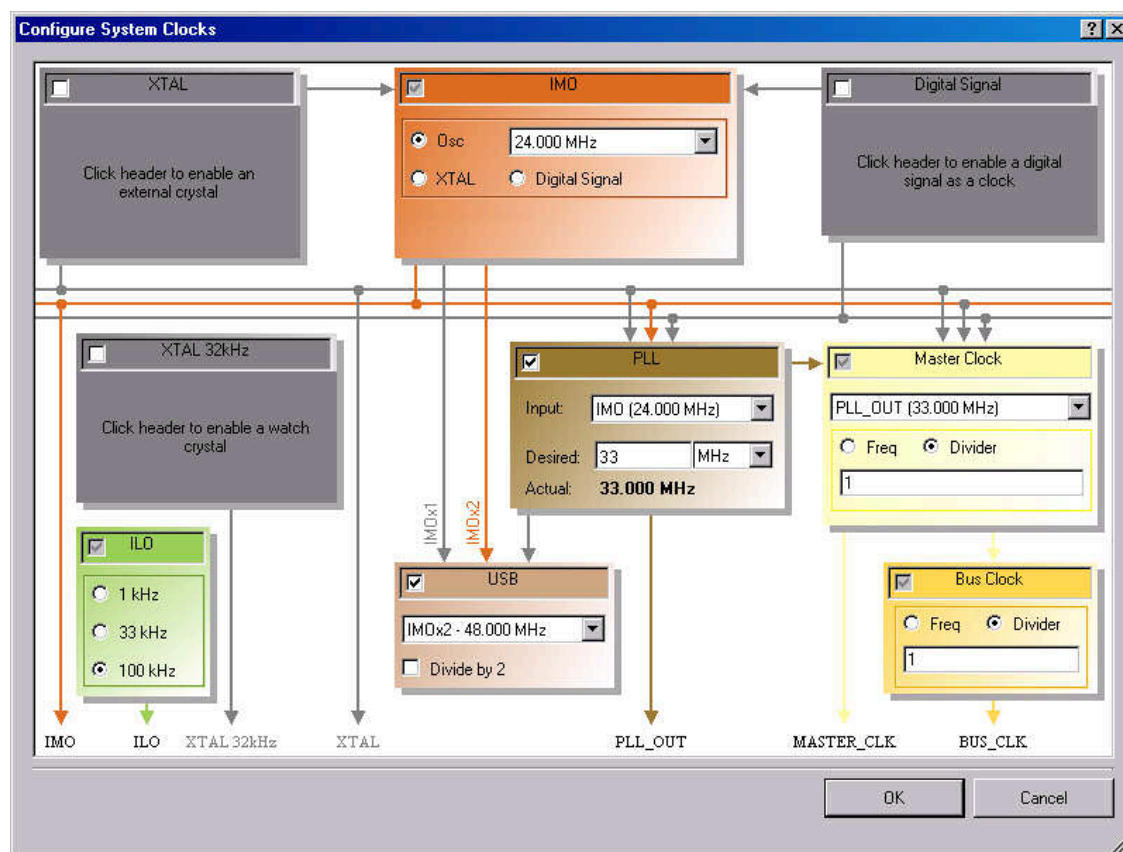 Configure System Clocks
XTAL
Click header to enable an
external crystal
IMO
Osc
24.000 MHz
XTAL
Digital Signal
Digital Signal
Click header to enable a digital
signal as a clock
XTAL 32kHz
Click header to enable a watch
crystal
PLL
Input:
IMO (24.000 MHz)
Desired:
33
MHz
Actual:
33.000 MHz
Master Clock
PLL_OUT (33.000 MHz)
Freq
Divider
1
IMOx1
IMOx2
ILO
1 kHz
33 kHz
100 kHz
USB
IMOx2 - 48.000 MHz
Divide by 2
Bus Clock
Freq
Divider
1
IMO
ILO
XTAL 32kHz
XTAL
PLL_OUT
MASTER_CLK
BUS_CLK
OK
Cancel